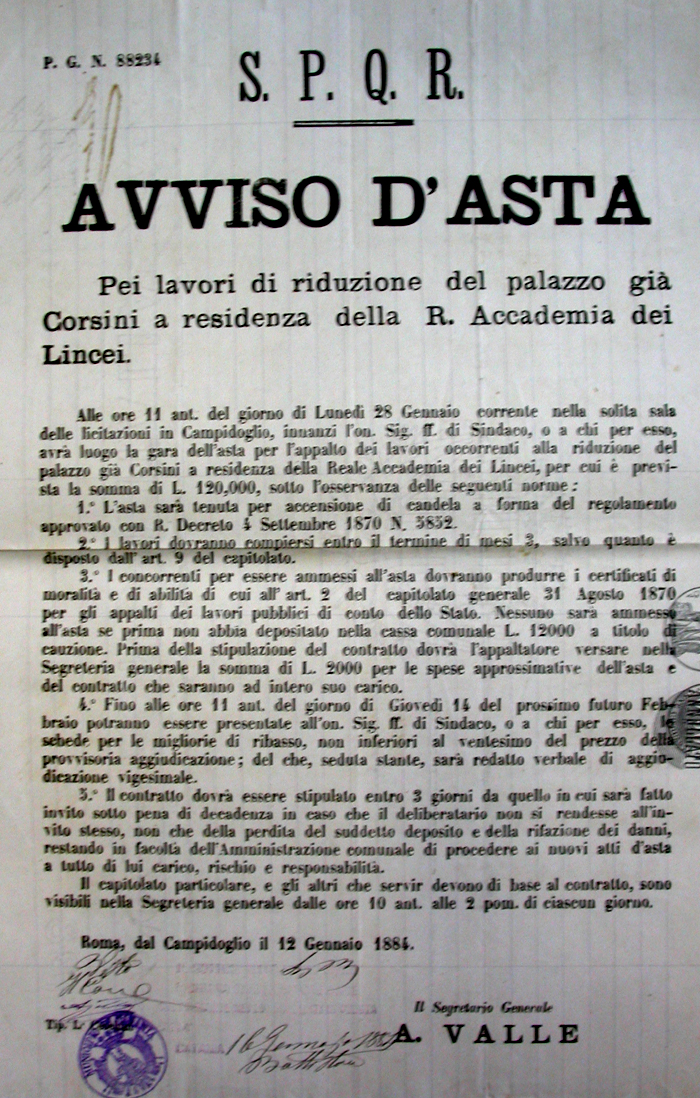 P. G. N. 88234
S. P. Q. R.
AVVISO D'ASTA
Pei lavori di riduzione del palazzo già
Corsini a residenza della R. Accademia dei
Lincei.
Alle ore 11 ant. del giorno di Lunedì 28 Gennaio corrente nella solita sala
delle licitazioni in Campidoglio, innanzi l'on. Sig. ff. di Sindaco, o a chi per esso,
avrà luogo la gara dell'asta per l'appalto dei lavori occorrenti alla riduzione del
palazzo già Corsini a residenza della Reale Accademia dei Lincei, per cui è previ-
sta la somma di L. 120,000, sotto l'osservanza delle seguenti norme:
1.° L'asta sarà tenuta per accensione di candela a forma del regolamento
approvato con R. Decreto 4 Settembre 1870 N. 5852.
2.° I lavori dovranno compiersi entro il termine di mesi 3, salvo quanto è
disposto dall' art. 9 del capitolato.
3.° I concorrenti per essere ammessi all'asta dovranno produrre i certificati di
moralità e di abilità di cui all' art. 2 del capitolato generale 31 Agosto 1870
per gli appalti dei lavori pubblici di conto dello Stato. Nessuno sarà ammesso
all'asta se prima non abbia depositato nella cassa comunale L. 12000 a titolo di
cauzione. Prima della stipulazione del contratto dovrà l'appaltatore versare nella
Segreteria generale la somma di L. 2000 per le spese approssimative dell'asta e
del contratto che saranno ad intero suo carico.
4.° Fino alle ore 11 ant. del giorno di Giovedì 14 del prossimo futuro Feb-
braio potranno essere presentate all'on. Sig. ff. di Sindaco, o a chi per esso, le
schede per le migliorie di ribasso, non inferiori al ventesimo del prezzo della
provvisoria aggiudicazione; del che, seduta stante, sarà redatto verbale di aggiu-
dicazione vigesimale.
5.° Il contratto dovrà essere stipulato entro 3 giorni da quello in cui sarà fatto
invito sotto pena di decadenza in caso che il deliberatario non si rendesse all'in-
vito stesso, non che della perdita del suddetto deposito e della rifazione dei danni,
restando in facoltà dell'Amministrazione comunale di procedere ai nuovi atti d'asta
a tutto di lui carico, rischio e responsabilità.
Il capitolato particolare, e gli altri che servir devono di base al contratto, sono
visibili nella Segreteria generale dalle ore 10 ant. alle 2 pom. di ciascun giorno.
Roma, dal Campidoglio il 12 Gennaio 1884.
Visto
Il Segretario Generale
A. VALLE
Tip. L.
16 Gennajo